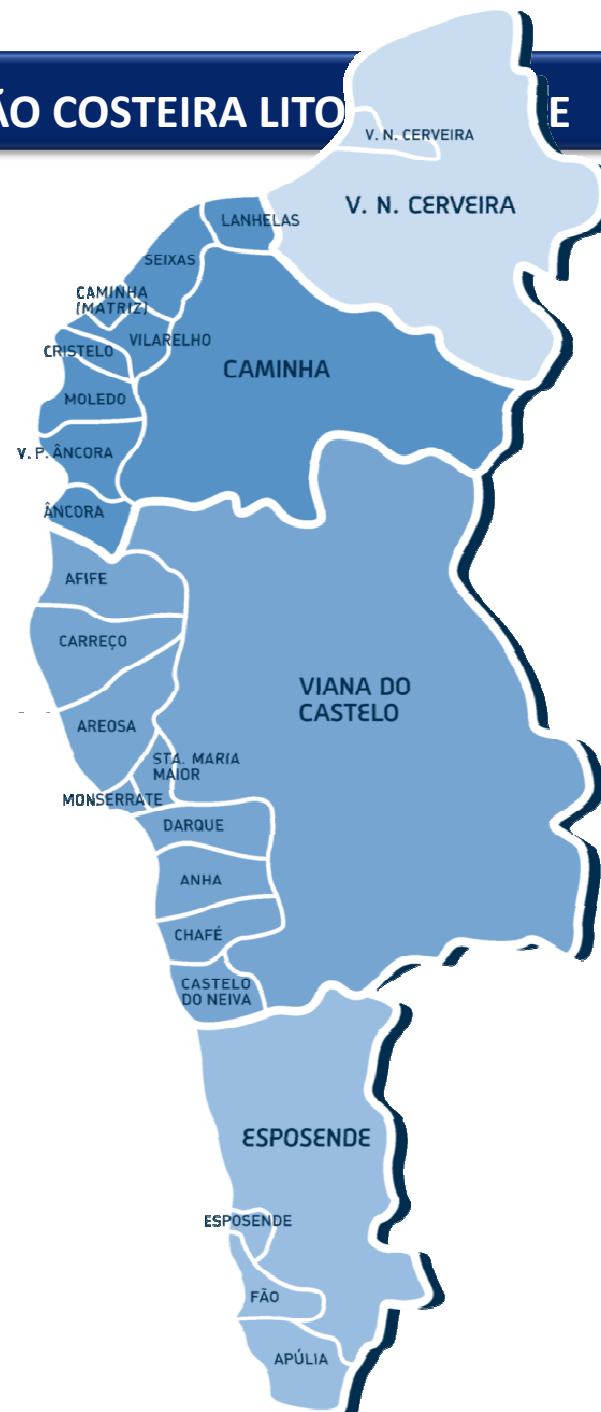 ÃO COSTEIRA LITO E
V. N. CERVEIRA
V. N. CERVEIRA
LANHELAS
SEIXAS
CAMINHA
(MATRIZ)
VILARELHO
CRISTELO
CAMINHA
MOLEDO
V. P. ÂNCORA
ÂNCORA
AFIFE
CARREÇO
VIANA DO
CASTELO
AREOSA
STA. MARIA
MAIOR
MONSERRATE
DARQUE
ANHA
CHAFÉ
CASTELO
DO NEIVA
ESPOSENDE
ESPOSENDE
FÃO
APÚLIA